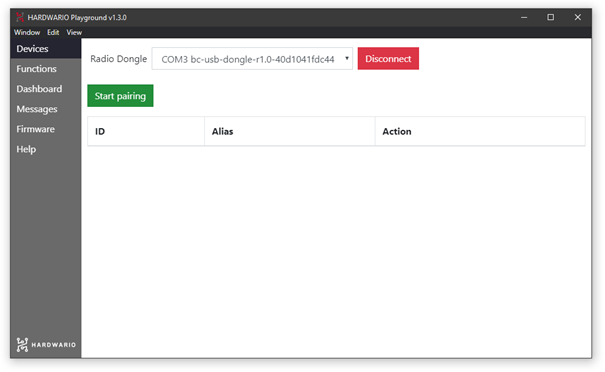 HARDWARIO Playground v1.3.0
Window Edit View
Devices
Functions
Dashboard
Messages
Firmware
Help
HARDWARIO
Radio Dongle COM3 bc-usb-dongle-r1.0-40d1041fdc44 Disconnect
Start pairing
ID Alias Action